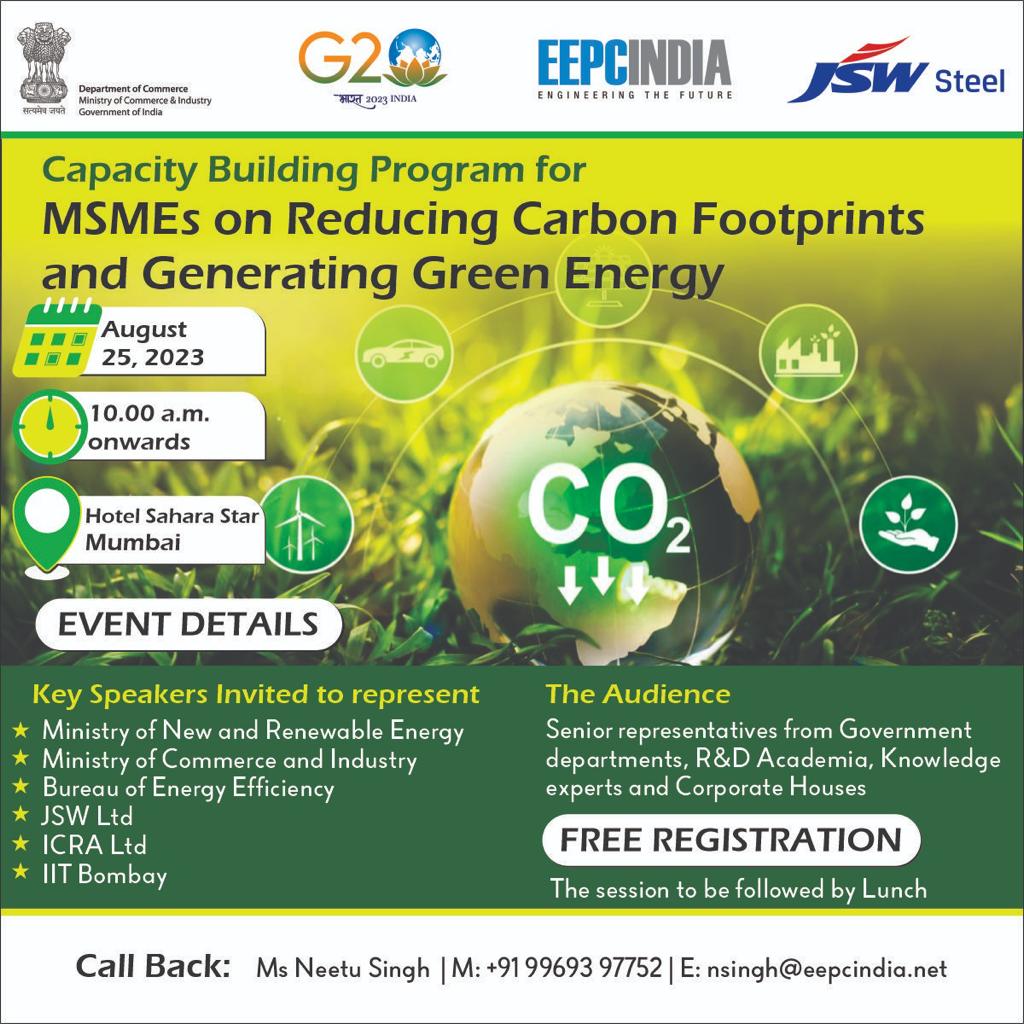 सत्यमेव जयते
Department of Commerce
Ministry of Commerce & Industry
Government of India
G20
भारत 2023 INDIA
EEPCINDIA
ENGINEERING THE FUTURE
JSW Steel
Capacity Building Program for
MSMEs on Reducing Carbon Footprints
and Generating Green Energy
August
25, 2023
10.00 a.m.
onwards
Hotel Sahara Star
Mumbai
CO₂
EVENT DETAILS
Key Speakers Invited to represent
Ministry of New and Renewable Energy
Ministry of Commerce and Industry
Bureau of Energy Efficiency
JSW Ltd
ICRA Ltd
IIT Bombay
The Audience
Senior representatives from Government
departments, R&D Academia, Knowledge
experts and Corporate Houses
FREE REGISTRATION
The session to be followed by Lunch
Call Back: Ms Neetu Singh | M: +91 99693 97752 | E: nsingh@eepcindia.net